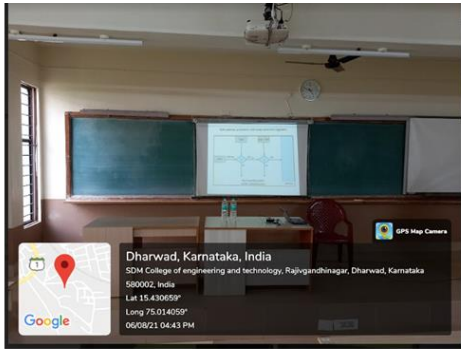 GPS Map Camera
Dharwad, Karnataka, India
SDM College of engineering and technology, Rajivgandhinagar, Dharwad, Karnataka
580002, India
Lat 15.430659°
Long 75.014059°
06/08/21 04:43 PM
1
Google